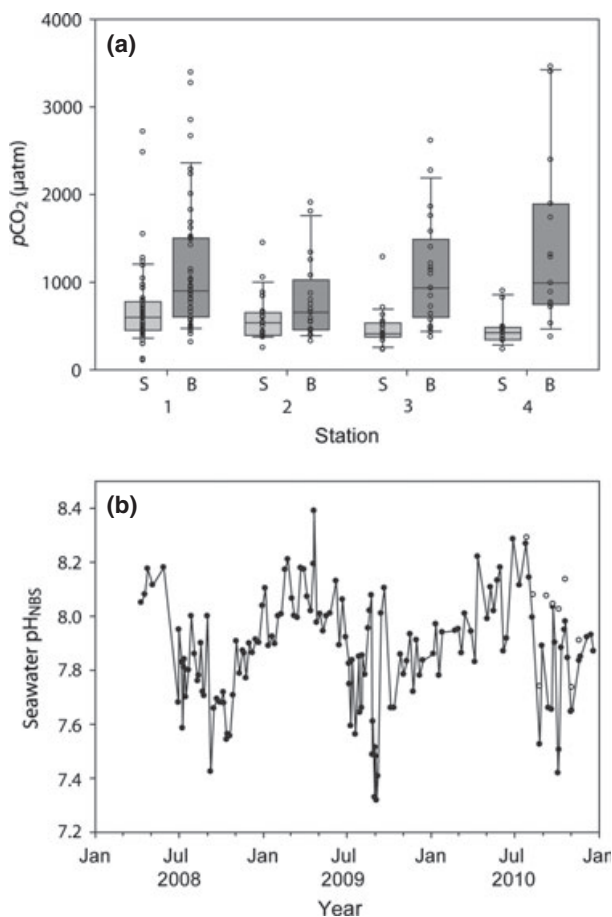 (a)
4000
3000
2000
1000
0
pCO₂ (µatm)
S B S B S B S B
1 2 3 4
Station
(b)
8.4
8.2
8.0
7.8
7.6
7.4
7.2
Seawater pH_NBS
Jan Jul Jan Jul Jan Jul Jan
2008 2009 2010
Year